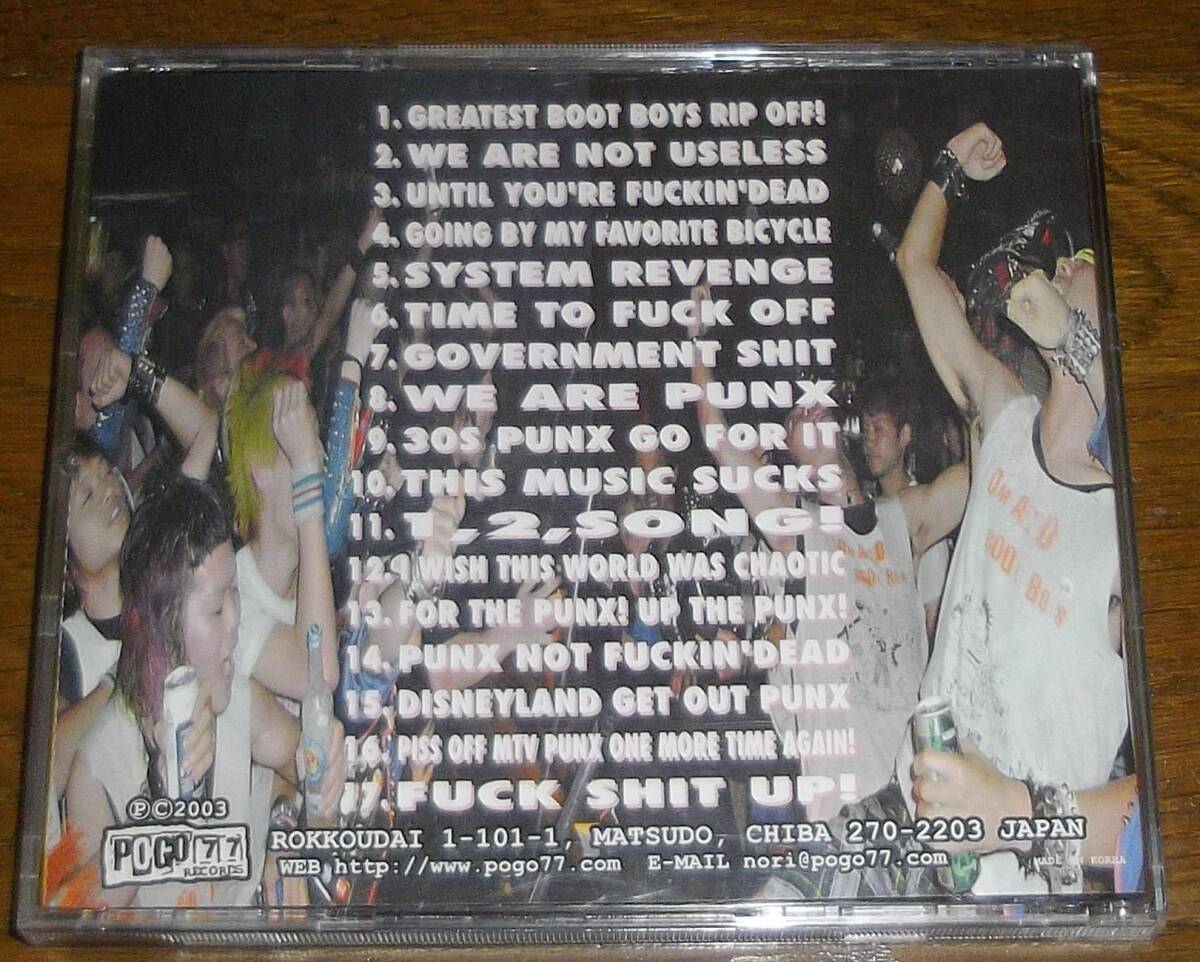 1. GREATEST BOOT BOYS RIP OFF!
2. WE ARE NOT USELESS
3. UNTIL YOU'RE FUCKIN'DEAD
4. GOING BY MY FAVORITE BICYCLE
5. SYSTEM REVENGE
6. TIME TO FUCK OFF
7. GOVERNMENT SHIT
8. WE ARE PUNX
9. 30S PUNX GO FOR IT
10. THIS MUSIC SUCKS
11. 1,2,SONG!
12. I WISH THIS WORLD WAS CHAOTIC
13. FOR THE PUNX! UP THE PUNX!
14. PUNX NOT FUCKIN'DEAD
15. DISNEYLAND GET OUT PUNX
16. PISS OFF MTV PUNX ONE MORE TIME AGAIN!
17. FUCK SHIT UP!
℗©2003
POGO 77
RECORDS
ROKKOUDAI 1-101-1, MATSUDO, CHIBA 270-2203 JAPAN
WEB http://www.pogo77.com E-MAIL nori@pogo77.com
MADE IN KOREA